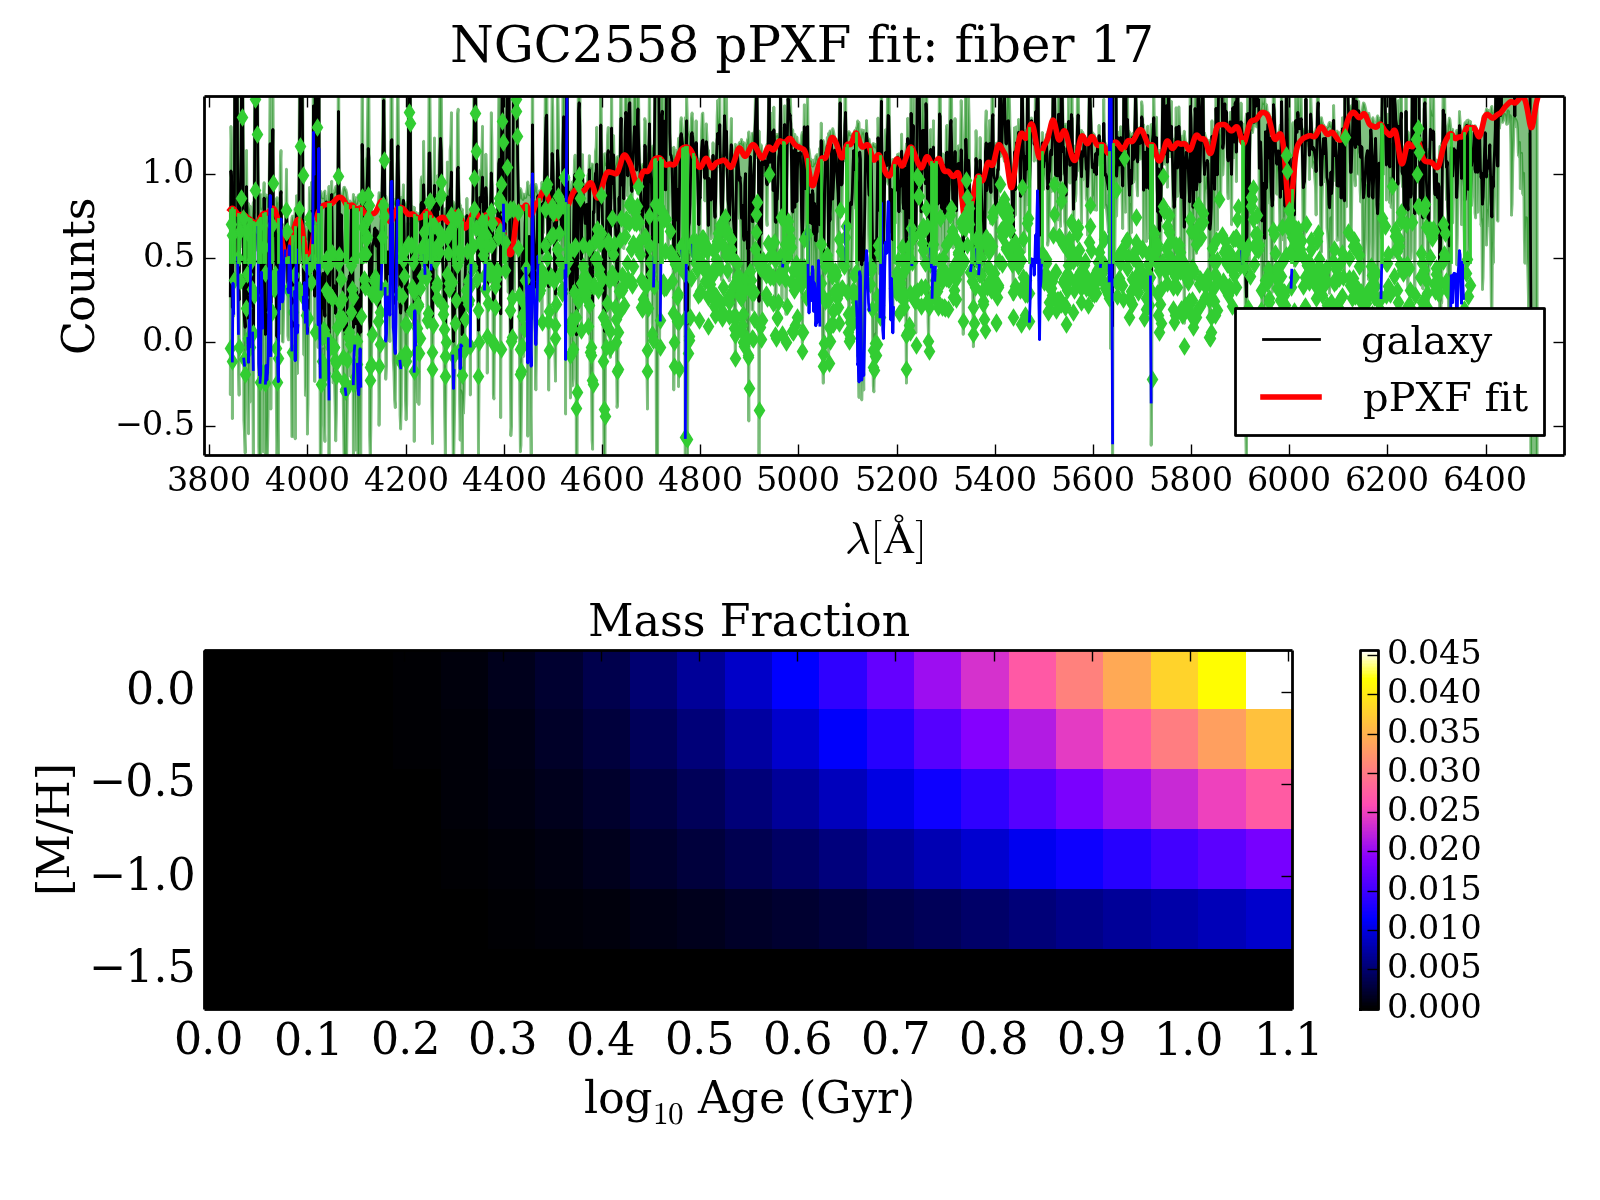 NGC2558 pPXF fit: fiber 17
Counts
1.0
0.5
0.0
−0.5
galaxy
pPXF fit
3800 4000 4200 4400 4600 4800 5000 5200 5400 5600 5800 6000 6200 6400
λ[Å]
Mass Fraction
[M/H]
0.0
−0.5
−1.0
−1.5
0.0 0.1 0.2 0.3 0.4 0.5 0.6 0.7 0.8 0.9 1.0 1.1
log₁₀ Age (Gyr)
0.045
0.040
0.035
0.030
0.025
0.020
0.015
0.010
0.005
0.000